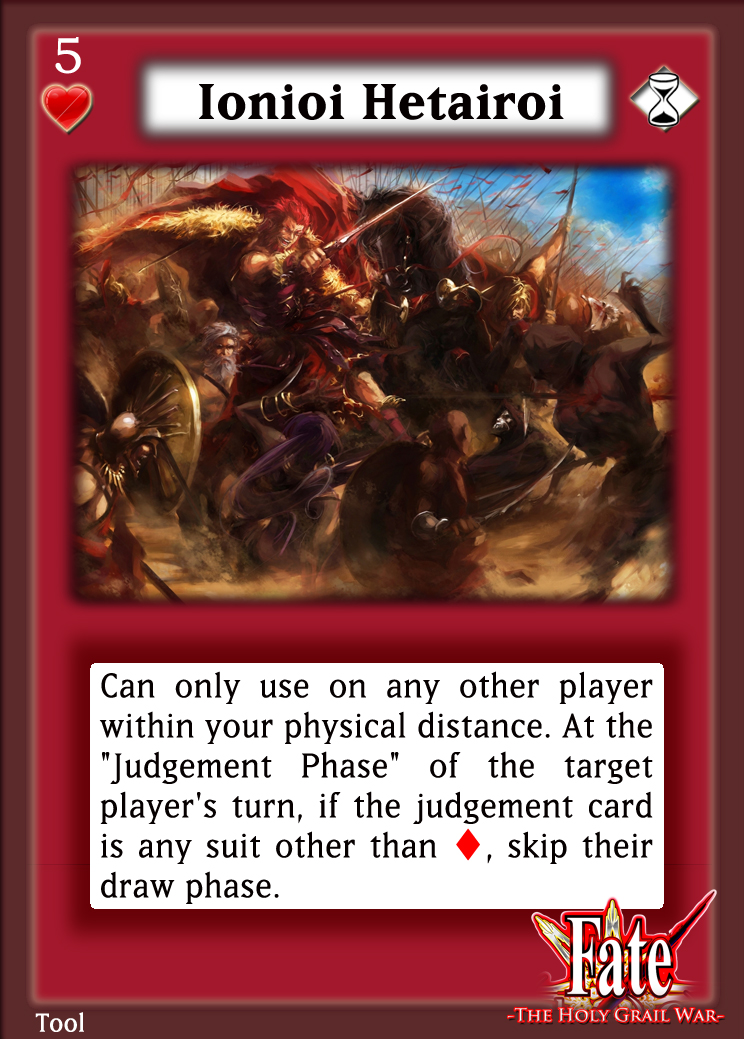 5
Ionioi Hetairoi
Can only use on any other player
within your physical distance. At the
"Judgement Phase" of the target
player's turn, if the judgement card
is any suit other than ♦, skip their
draw phase.
Fate
-THE HOLY GRAIL WAR-
Tool